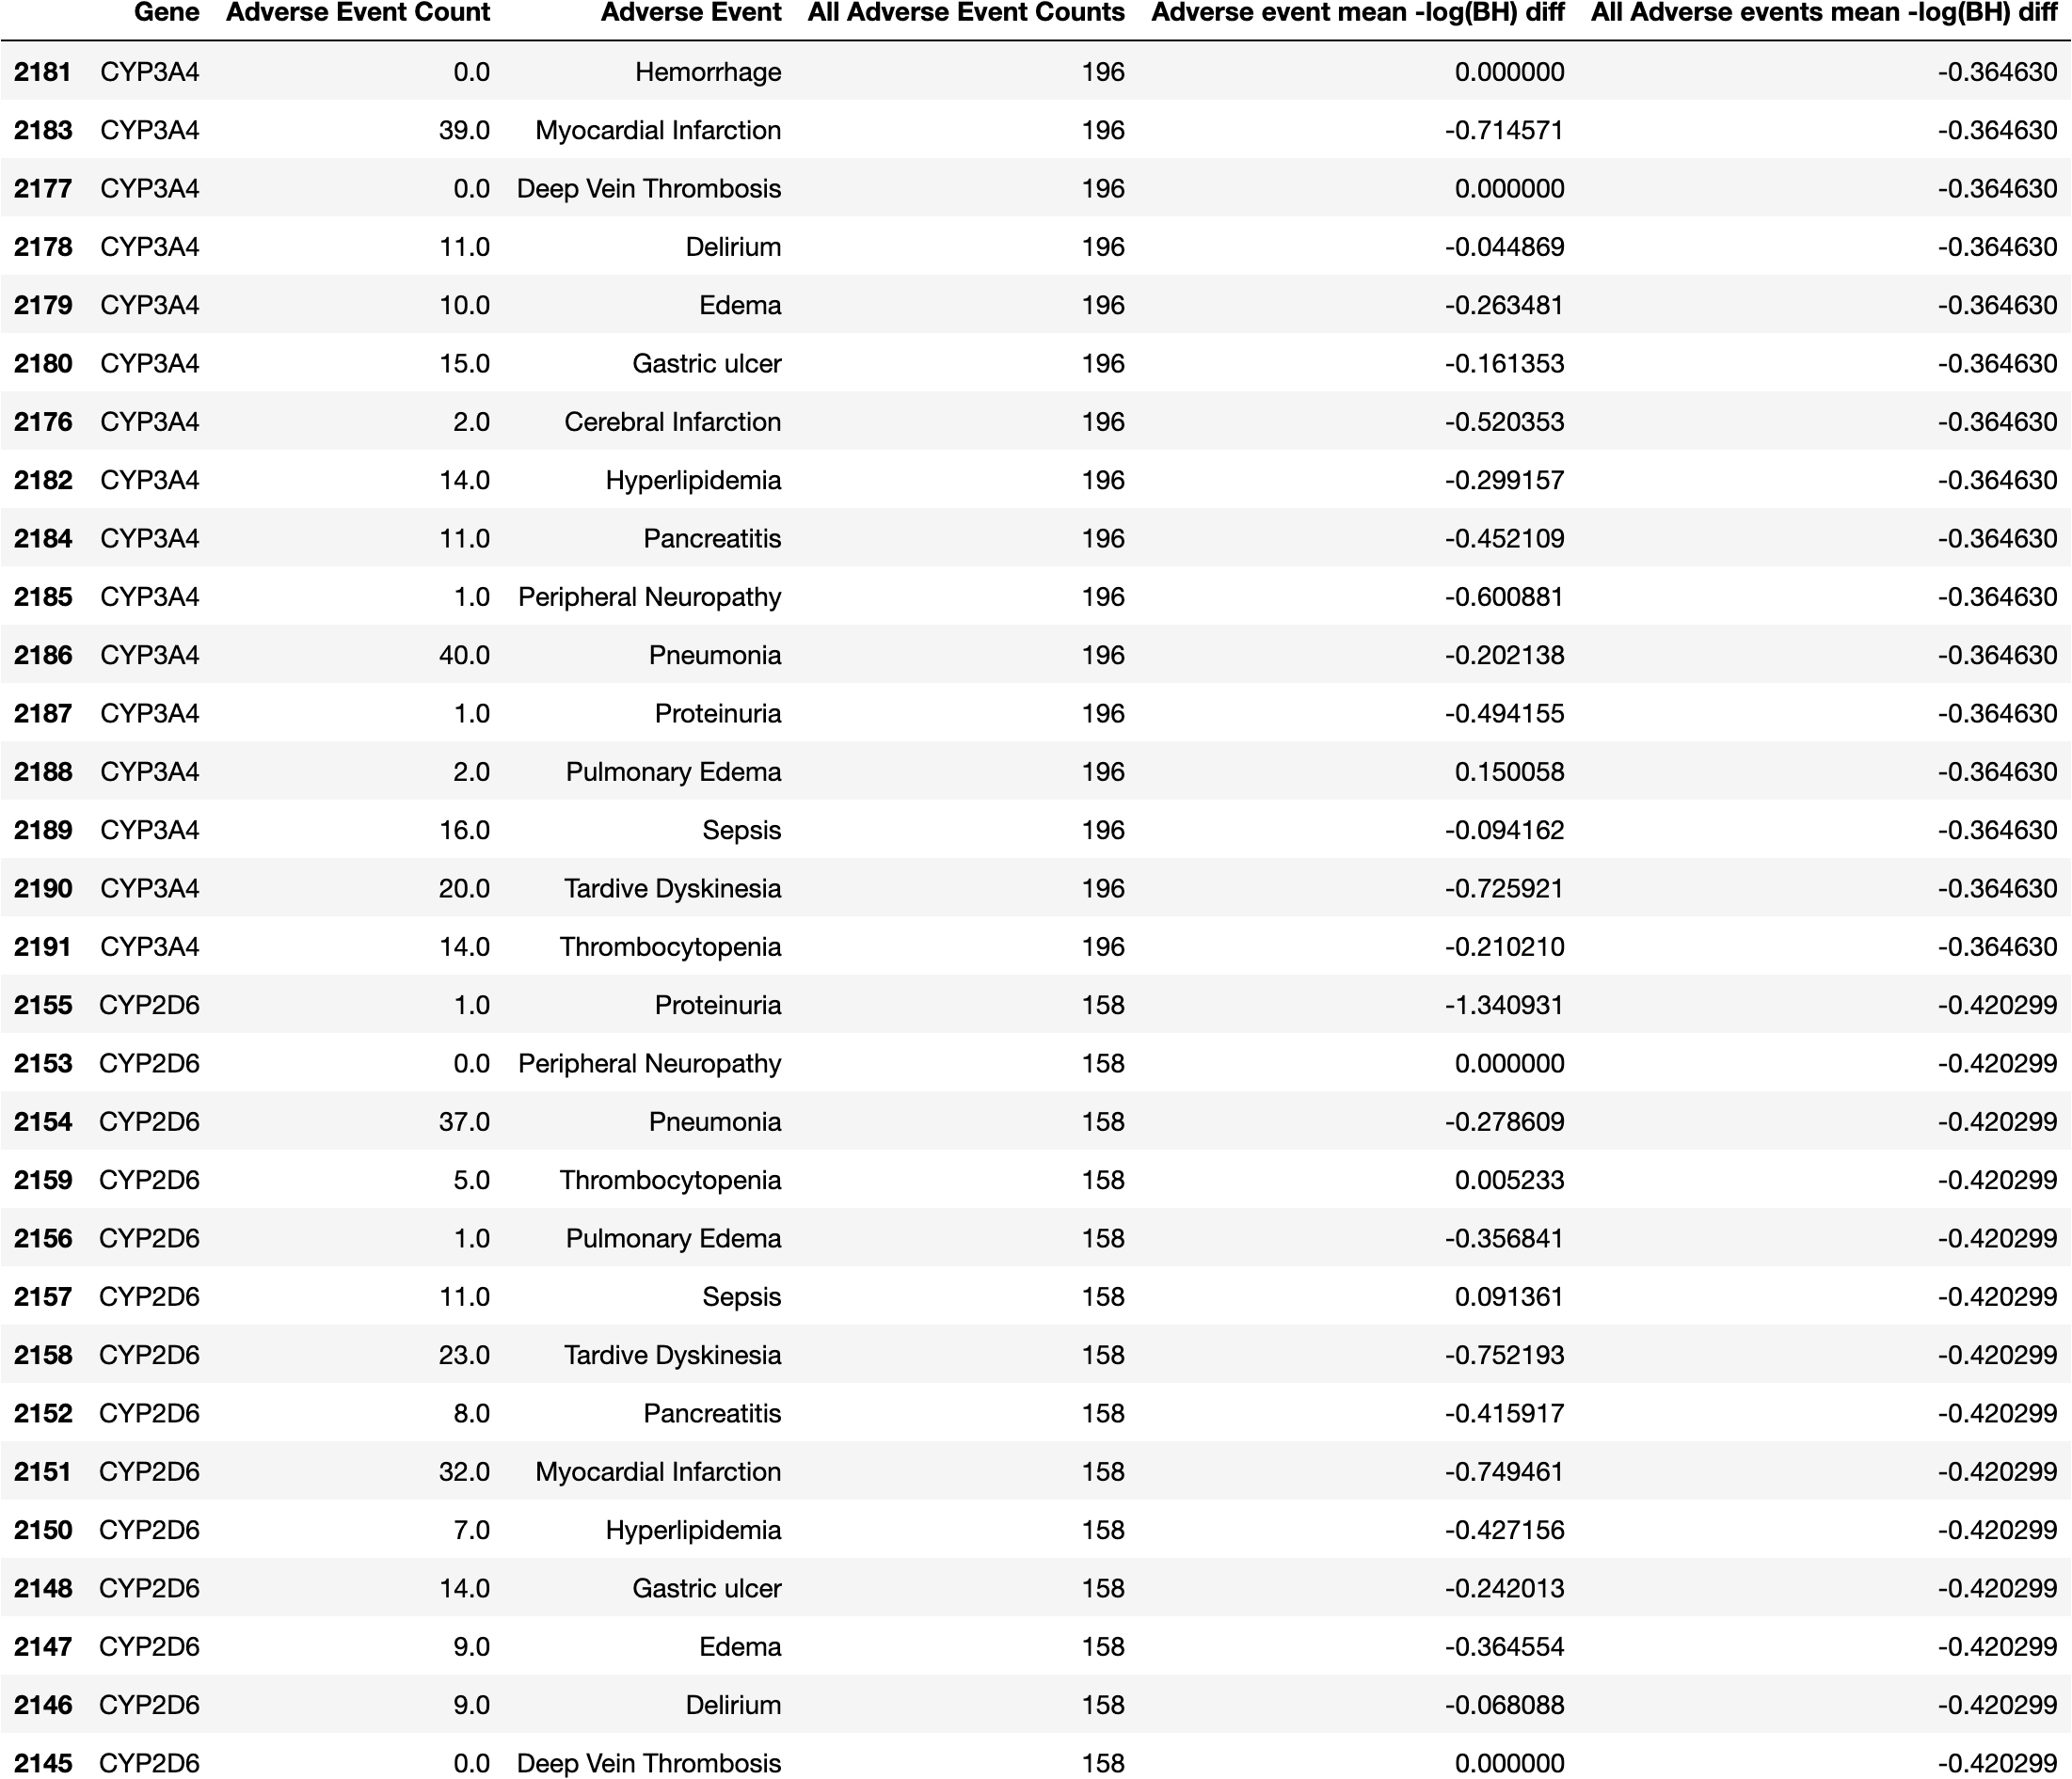 Gene Adverse Event Count Adverse Event All Adverse Event Counts Adverse event mean -log(BH) diff All Adverse events mean -log(BH) diff
2181 CYP3A4 0.0 Hemorrhage 196 0.000000 -0.364630
2183 CYP3A4 39.0 Myocardial Infarction 196 -0.714571 -0.364630
2177 CYP3A4 0.0 Deep Vein Thrombosis 196 0.000000 -0.364630
2178 CYP3A4 11.0 Delirium 196 -0.044869 -0.364630
2179 CYP3A4 10.0 Edema 196 -0.263481 -0.364630
2180 CYP3A4 15.0 Gastric ulcer 196 -0.161353 -0.364630
2176 CYP3A4 2.0 Cerebral Infarction 196 -0.520353 -0.364630
2182 CYP3A4 14.0 Hyperlipidemia 196 -0.299157 -0.364630
2184 CYP3A4 11.0 Pancreatitis 196 -0.452109 -0.364630
2185 CYP3A4 1.0 Peripheral Neuropathy 196 -0.600881 -0.364630
2186 CYP3A4 40.0 Pneumonia 196 -0.202138 -0.364630
2187 CYP3A4 1.0 Proteinuria 196 -0.494155 -0.364630
2188 CYP3A4 2.0 Pulmonary Edema 196 0.150058 -0.364630
2189 CYP3A4 16.0 Sepsis 196 -0.094162 -0.364630
2190 CYP3A4 20.0 Tardive Dyskinesia 196 -0.725921 -0.364630
2191 CYP3A4 14.0 Thrombocytopenia 196 -0.210210 -0.364630
2155 CYP2D6 1.0 Proteinuria 158 -1.340931 -0.420299
2153 CYP2D6 0.0 Peripheral Neuropathy 158 0.000000 -0.420299
2154 CYP2D6 37.0 Pneumonia 158 -0.278609 -0.420299
2159 CYP2D6 5.0 Thrombocytopenia 158 0.005233 -0.420299
2156 CYP2D6 1.0 Pulmonary Edema 158 -0.356841 -0.420299
2157 CYP2D6 11.0 Sepsis 158 0.091361 -0.420299
2158 CYP2D6 23.0 Tardive Dyskinesia 158 -0.752193 -0.420299
2152 CYP2D6 8.0 Pancreatitis 158 -0.415917 -0.420299
2151 CYP2D6 32.0 Myocardial Infarction 158 -0.749461 -0.420299
2150 CYP2D6 7.0 Hyperlipidemia 158 -0.427156 -0.420299
2148 CYP2D6 14.0 Gastric ulcer 158 -0.242013 -0.420299
2147 CYP2D6 9.0 Edema 158 -0.364554 -0.420299
2146 CYP2D6 9.0 Delirium 158 -0.068088 -0.420299
2145 CYP2D6 0.0 Deep Vein Thrombosis 158 0.000000 -0.420299